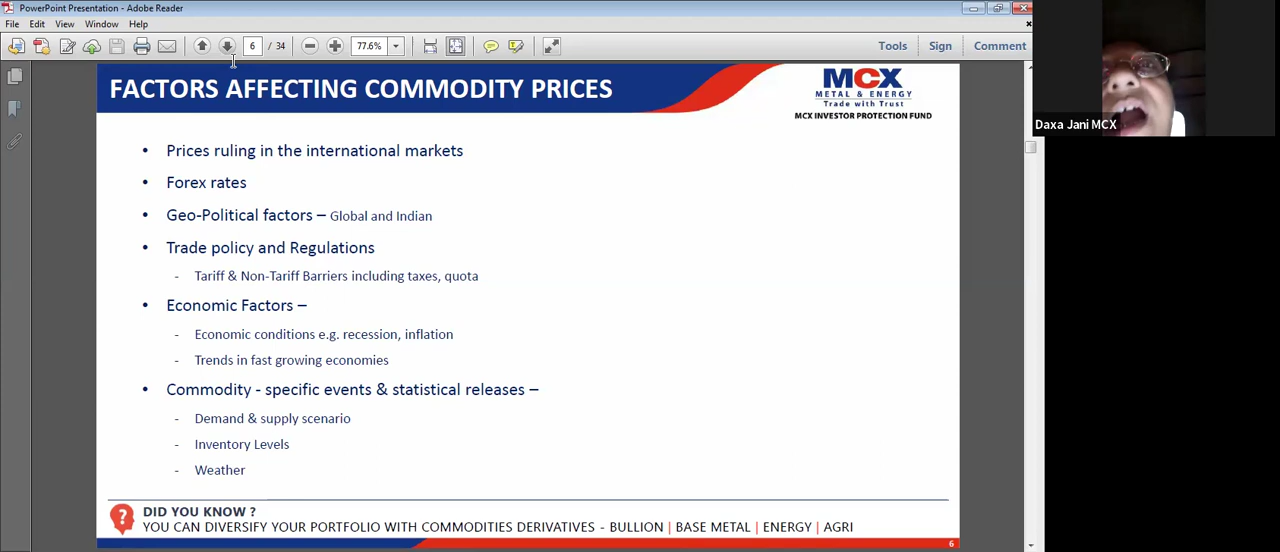 PowerPoint Presentation - Adobe Reader
File Edit View Window Help
6 / 34 77.6% Tools Sign Comment
FACTORS AFFECTING COMMODITY PRICES
MCX
METAL & ENERGY
Trade with Trust
MCX INVESTOR PROTECTION FUND
Daxa Jani MCX
• Prices ruling in the international markets
• Forex rates
• Geo-Political factors – Global and Indian
• Trade policy and Regulations
- Tariff & Non-Tariff Barriers including taxes, quota
• Economic Factors –
- Economic conditions e.g. recession, inflation
- Trends in fast growing economies
• Commodity - specific events & statistical releases –
- Demand & supply scenario
- Inventory Levels
- Weather
?
DID YOU KNOW ?
YOU CAN DIVERSIFY YOUR PORTFOLIO WITH COMMODITIES DERIVATIVES - BULLION | BASE METAL | ENERGY | AGRI
6